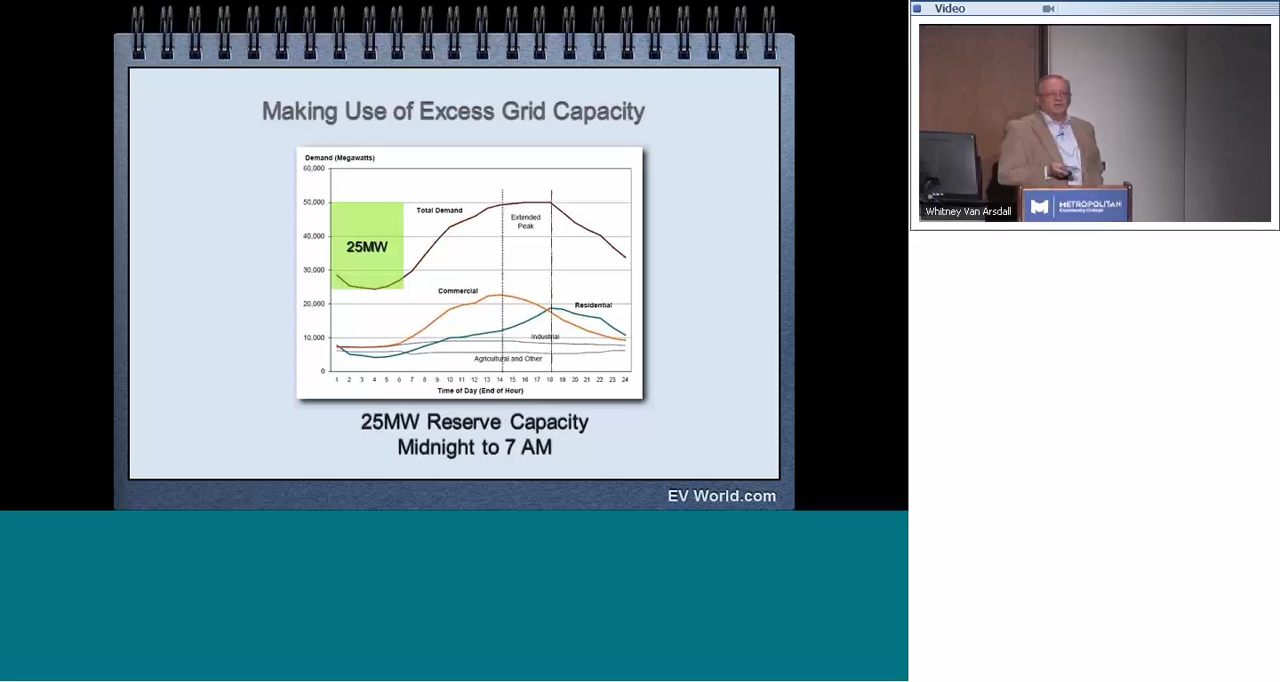 Making Use of Excess Grid Capacity
Demand (Megawatts)
60,000
50,000
40,000
30,000
20,000
10,000
0
25MW
Total Demand
Extended
Peak
Commercial
Residential
Industrial
Agricultural and Other
1 2 3 4 5 6 7 8 9 10 11 12 13 14 15 16 17 18 19 20 21 22 23 24
Time of Day (End of Hour)
25MW Reserve Capacity
Midnight to 7 AM
EV World.com
Video
Whitney Van Arsdall
METROPOLITAN
Community College